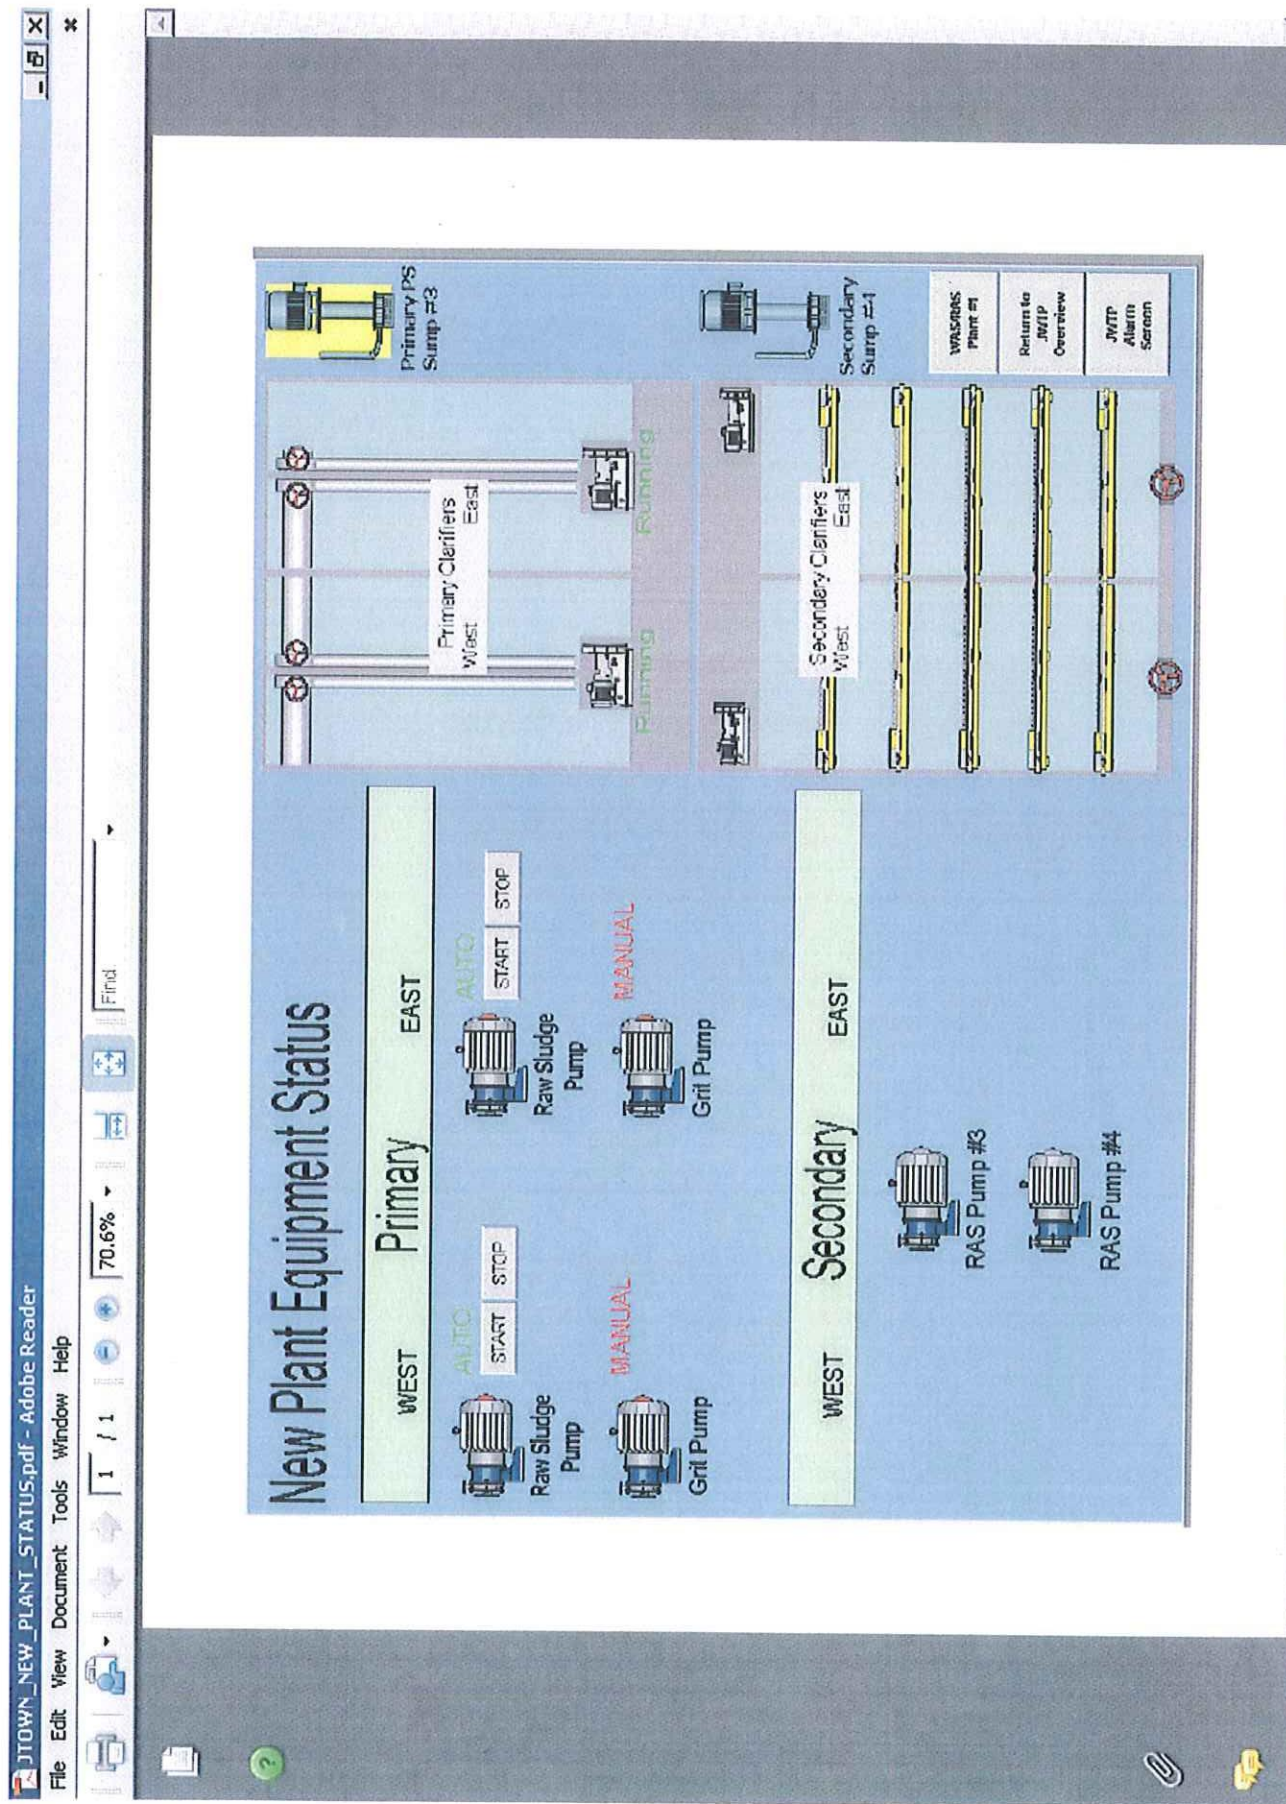 JTOWN_NEW_PLANT_STATUS.pdf - Adobe Reader
File Edit View Document Tools Window Help
1 / 1 70.6% Find
New Plant Equipment Status
WEST Primary EAST
AUTO
START STOP
Raw Sludge
Pump
AUTO
START STOP
Raw Sludge
Pump
MANUAL
Grit Pump
MANUAL
Grit Pump
WEST Secondary EAST
RAS Pump #3
RAS Pump #4
Primary Clarifiers
West East
Running Running
Primary PS
Sump #3
Secondary Clarifiers
West East
Secondary
Sump #4
WAS/RAS
Plant #1
Return to
JWTP
Overview
JWTP
Alarm
Screen